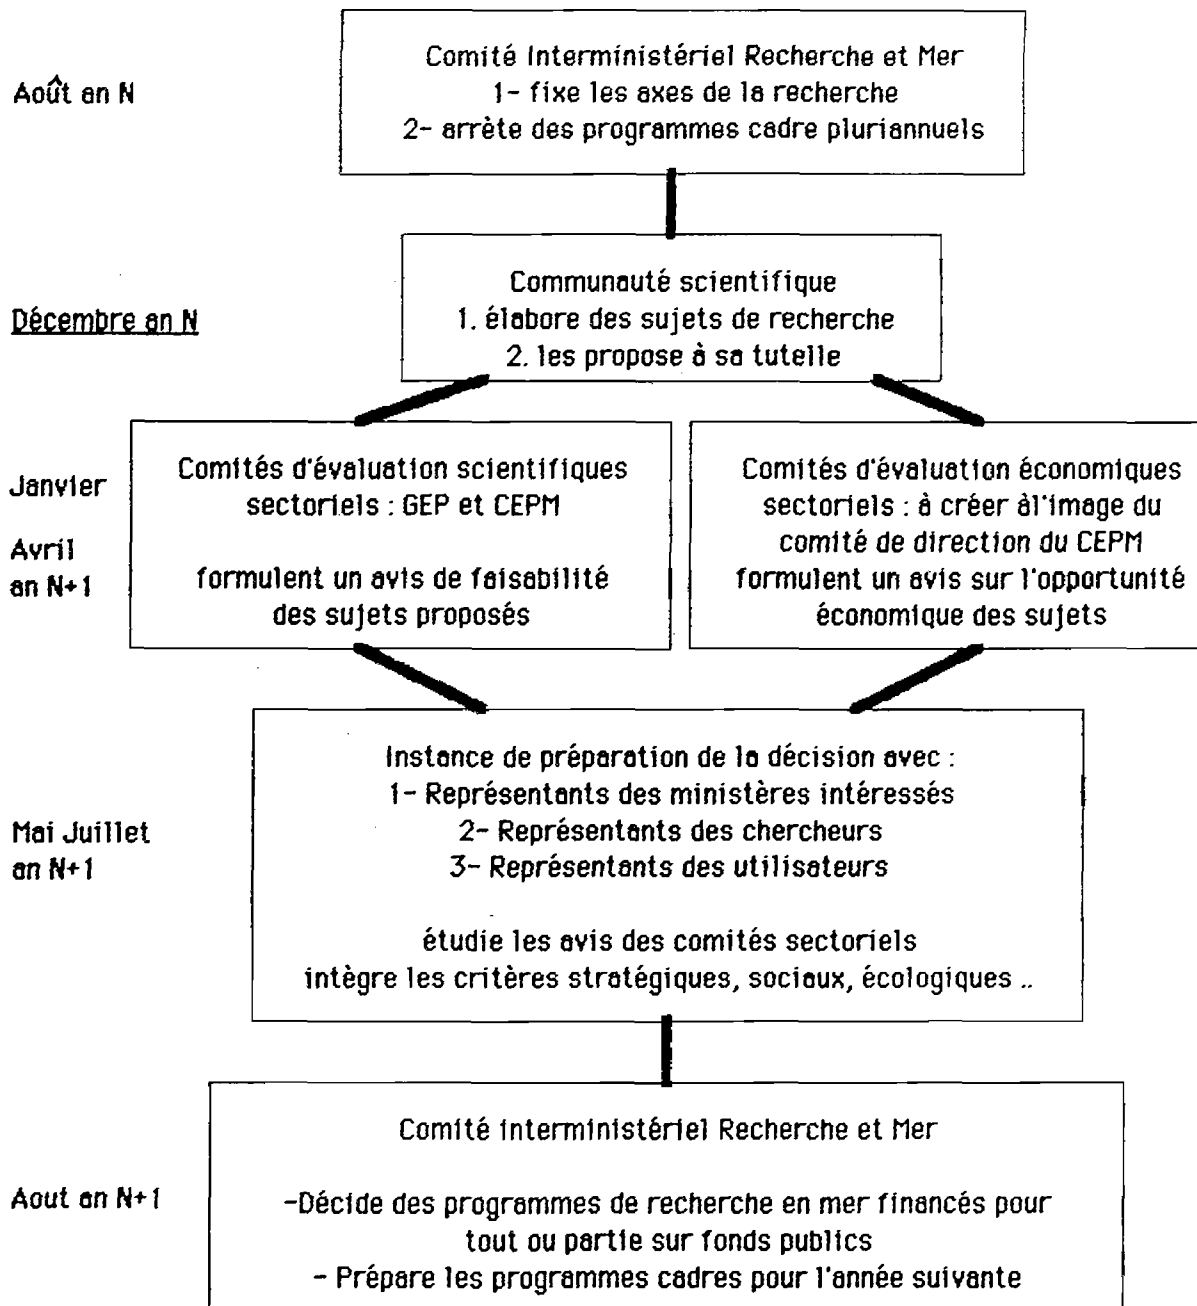 Août an N
Comité Interministériel Recherche et Mer
1- fixe les axes de la recherche
2- arrète des programmes cadre pluriannuels
Décembre an N
Communauté scientifique
1. élabore des sujets de recherche
2. les propose à sa tutelle
Janvier
Avril
an N+1
Comités d'évaluation scientifiques
sectoriels : GEP et CEPM
formulent un avis de faisabilité
des sujets proposés
Comités d'évaluation économiques
sectoriels : à créer àl'image du
comité de direction du CEPM
formulent un avis sur l'opportunité
économique des sujets
Mai Juillet
an N+1
Instance de préparation de la décision avec :
1- Représentants des ministères intéressés
2- Représentants des chercheurs
3- Représentants des utilisateurs
étudie les avis des comités sectoriels
intègre les critères stratégiques, sociaux, écologiques ..
Aout an N+1
Comité interministériel Recherche et Mer
-Décide des programmes de recherche en mer financés pour
tout ou partie sur fonds publics
- Prépare les programmes cadres pour l'année suivante